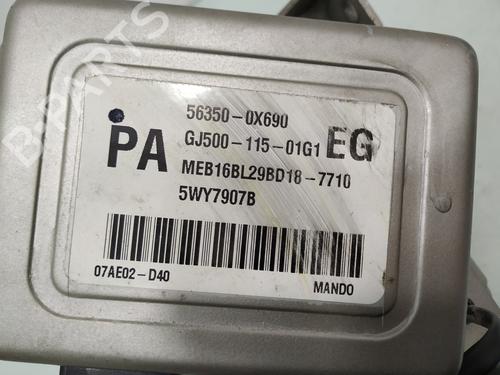 56350-0X690
PA GJ500-115-01G1 EG
MEB16BL29BD18-7710
5WY7907B
07AE02-D40 MANDO
B-PARTS